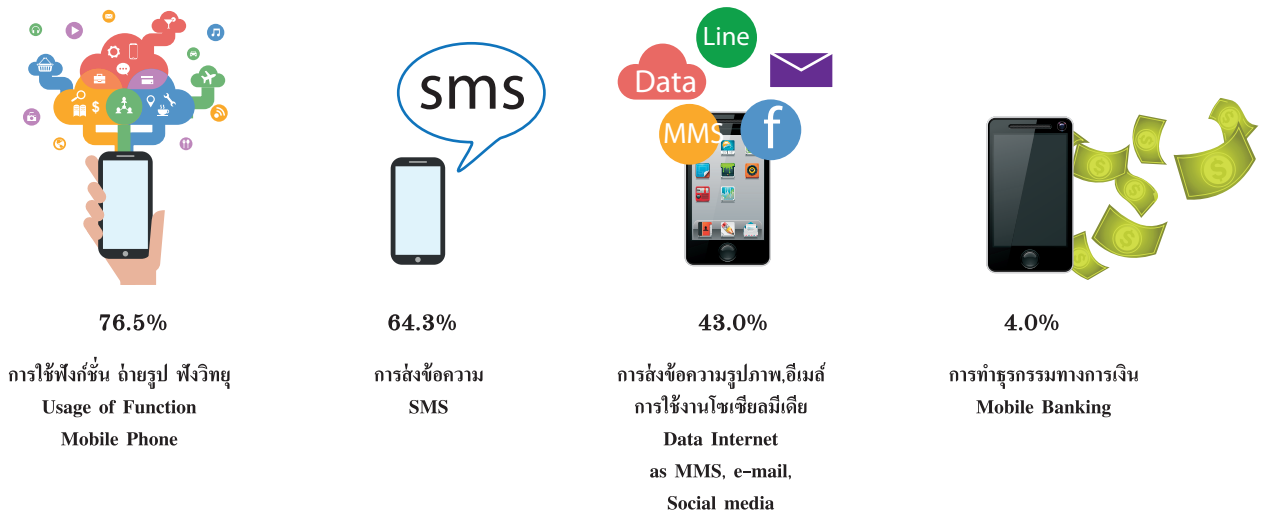 sms
Line
Data
MMS
f
$
76.5%
การใช้ฟังก์ชั่น ถ่ายรูป ฟังวิทยุ
Usage of Function
Mobile Phone
64.3%
การส่งข้อความ
SMS
43.0%
การส่งข้อความรูปภาพ,อีเมล์
การใช้งานโซเชียลมีเดีย
Data Internet
as MMS, e-mail,
Social media
4.0%
การทำธุรกรรมทางการเงิน
Mobile Banking